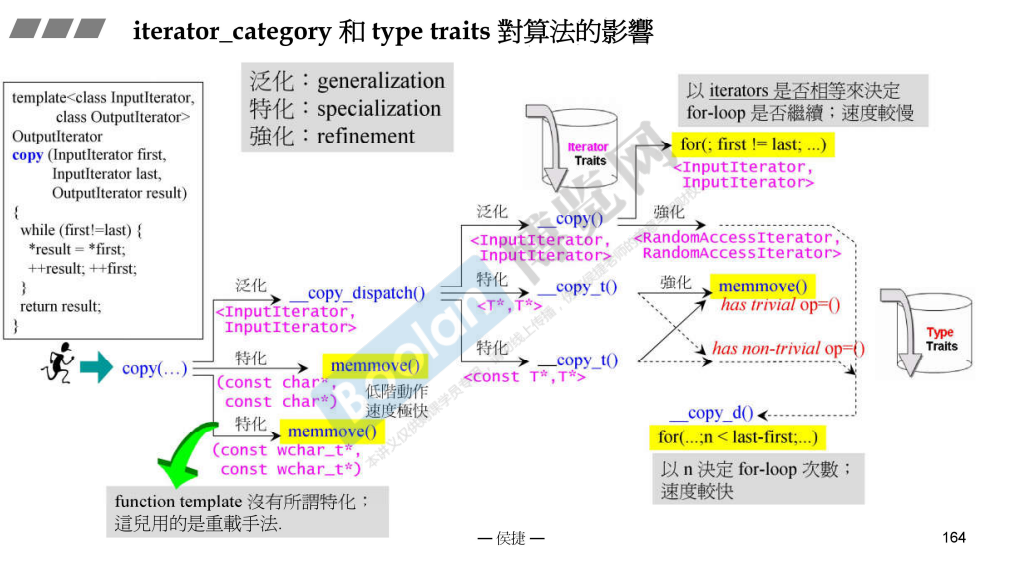 iterator_category 和 type traits 對算法的影響
泛化：generalization
特化：specialization
強化：refinement
template<class InputIterator,
class OutputIterator>
OutputIterator
copy (InputIterator first,
InputIterator last,
OutputIterator result)
{
while (first!=last) {
*result = *first;
++result; ++first;
}
return result;
}
以 iterators 是否相等來決定
for-loop 是否繼續；速度較慢
Iterator
Traits
for(; first != last; ...)
<InputIterator,
InputIterator>
泛化
__copy()
<InputIterator,
InputIterator>
強化
<RandomAccessIterator,
RandomAccessIterator>
泛化
__copy_dispatch()
<InputIterator,
InputIterator>
特化
__copy_t()
<T*,T*>
強化
memmove()
has trivial op=()
Type
Traits
has non-trivial op=()
特化
__copy_t()
<const T*,T*>
copy(…)
特化
memmove()
(const char*,
const char*)
低階動作
速度極快
特化
memmove()
(const wchar_t*,
const wchar_t*)
__copy_d()
for(...;n < last-first;...)
以 n 決定 for-loop 次數；
速度較快
function template 沒有所謂特化；
這兒用的是重載手法.
Boolan
博览网
— 侯捷 —
164